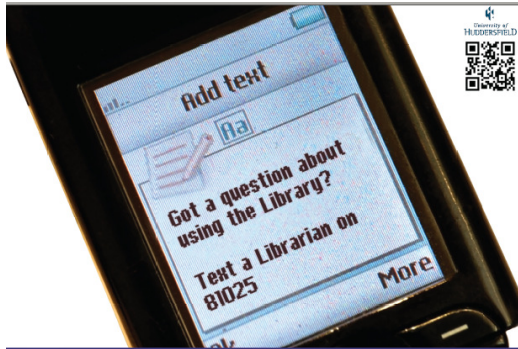 University of
HUDDERSFIELD
Add text
Aa
Got a question about
using the Library?
Text a Librarian on
81025
More